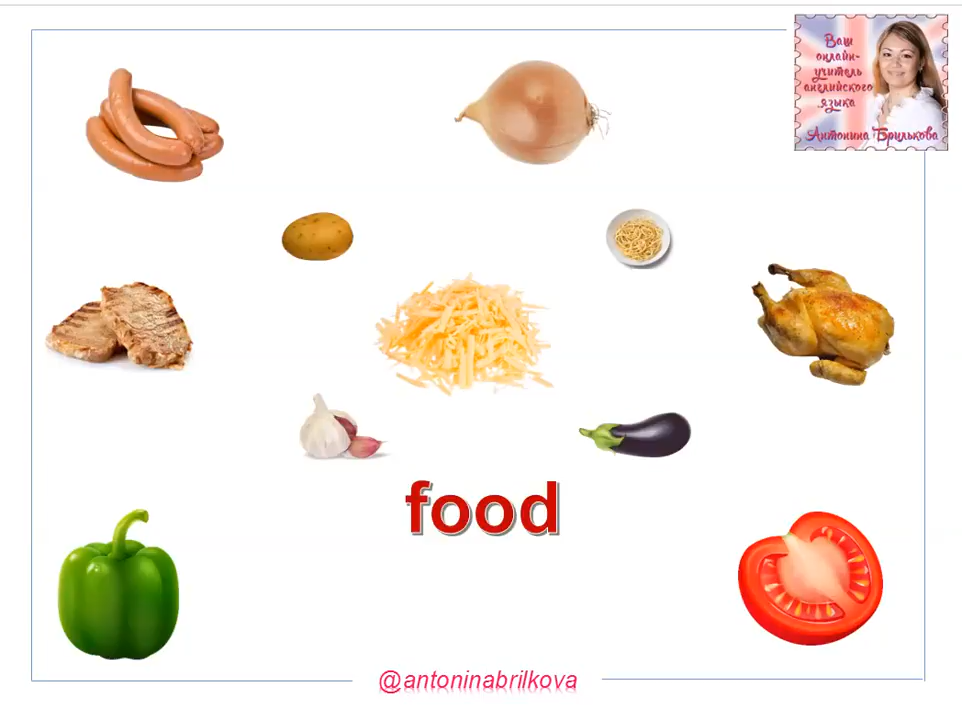 Ваш
онлайн-
учитель
английского
языка
Антонина Брилькова
food
@antoninabrilkova